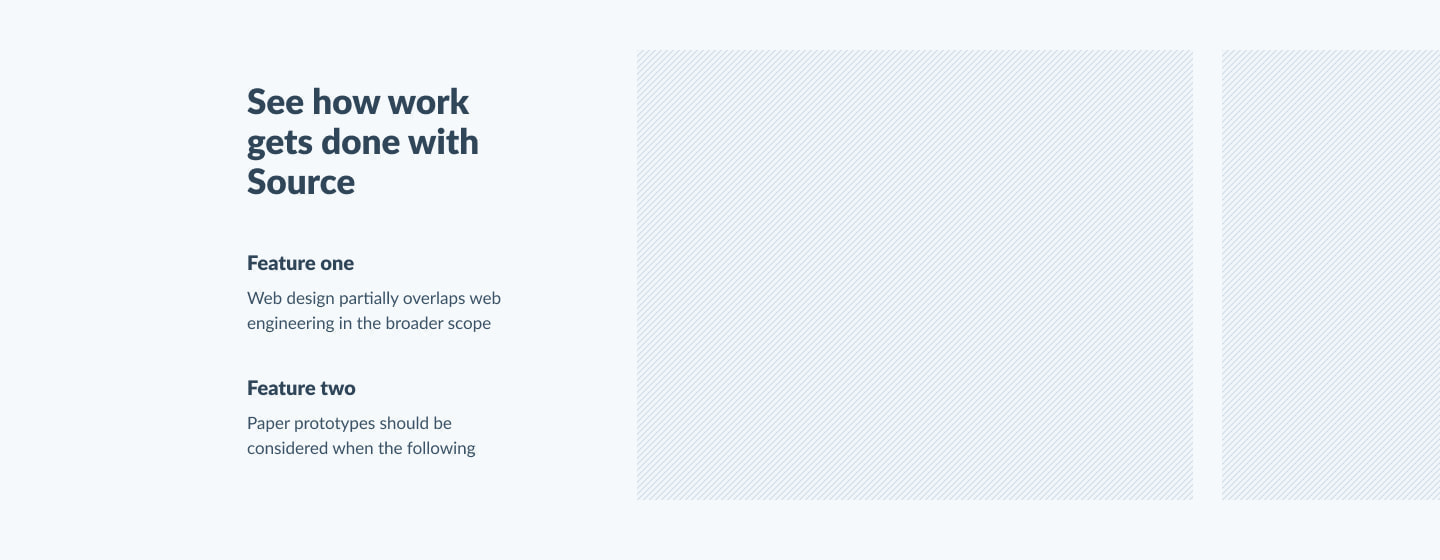 See how work
gets done with
Source
Feature one
Web design partially overlaps web
engineering in the broader scope
Feature two
Paper prototypes should be
considered when the following